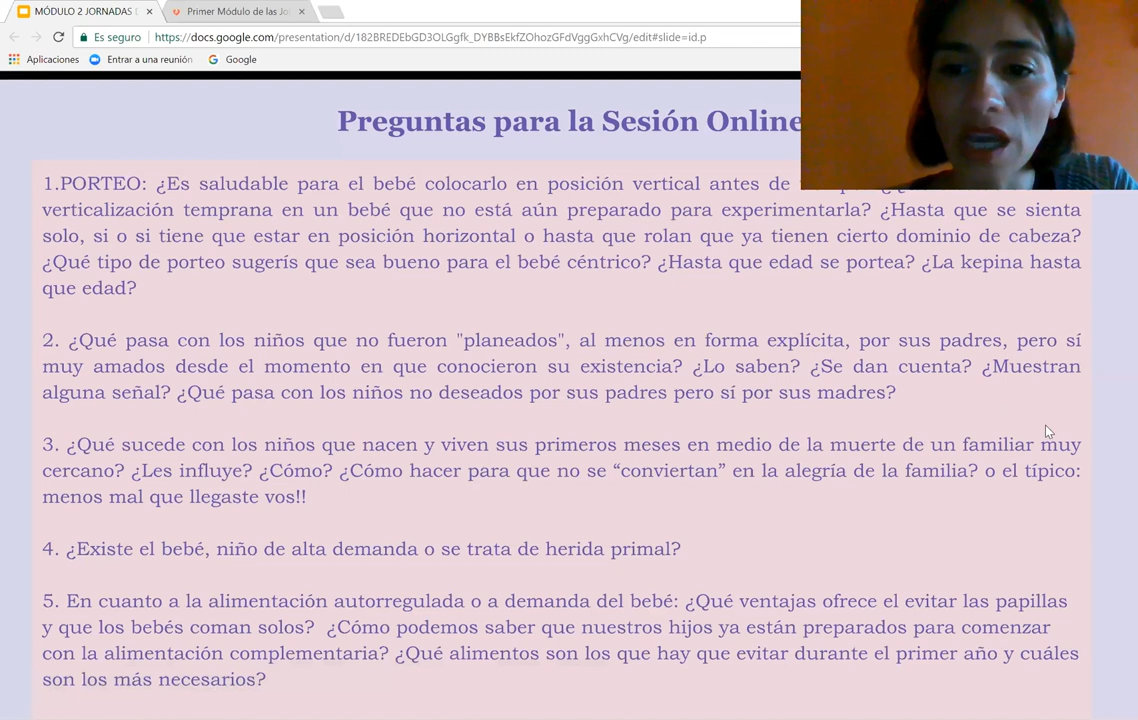 MÓDULO 2 JORNADAS
Primer Módulo de las Jo
Es seguro
https://docs.google.com/presentation/d/182BREDEbGD3OLGgfk_DYBBsEkfZOhozGFdVggGxhCVg/edit#slide=id.p
Aplicaciones
Entrar a una reunión
Google
Preguntas para la Sesión Online
1.PORTEO: ¿Es saludable para el bebé colocarlo en posición vertical antes de
verticalización temprana en un bebé que no está aún preparado para experimentarla? ¿Hasta que se sienta
solo, si o si tiene que estar en posición horizontal o hasta que rolan que ya tienen cierto dominio de cabeza?
¿Qué tipo de porteo sugerís que sea bueno para el bebé céntrico? ¿Hasta que edad se portea? ¿La kepina hasta
que edad?
2. ¿Qué pasa con los niños que no fueron "planeados", al menos en forma explícita, por sus padres, pero sí
muy amados desde el momento en que conocieron su existencia? ¿Lo saben? ¿Se dan cuenta? ¿Muestran
alguna señal? ¿Qué pasa con los niños no deseados por sus padres pero sí por sus madres?
3. ¿Qué sucede con los niños que nacen y viven sus primeros meses en medio de la muerte de un familiar muy
cercano? ¿Les influye? ¿Cómo? ¿Cómo hacer para que no se “conviertan” en la alegría de la familia? o el típico:
menos mal que llegaste vos!!
4. ¿Existe el bebé, niño de alta demanda o se trata de herida primal?
5. En cuanto a la alimentación autorregulada o a demanda del bebé: ¿Qué ventajas ofrece el evitar las papillas
y que los bebés coman solos? ¿Cómo podemos saber que nuestros hijos ya están preparados para comenzar
con la alimentación complementaria? ¿Qué alimentos son los que hay que evitar durante el primer año y cuáles
son los más necesarios?